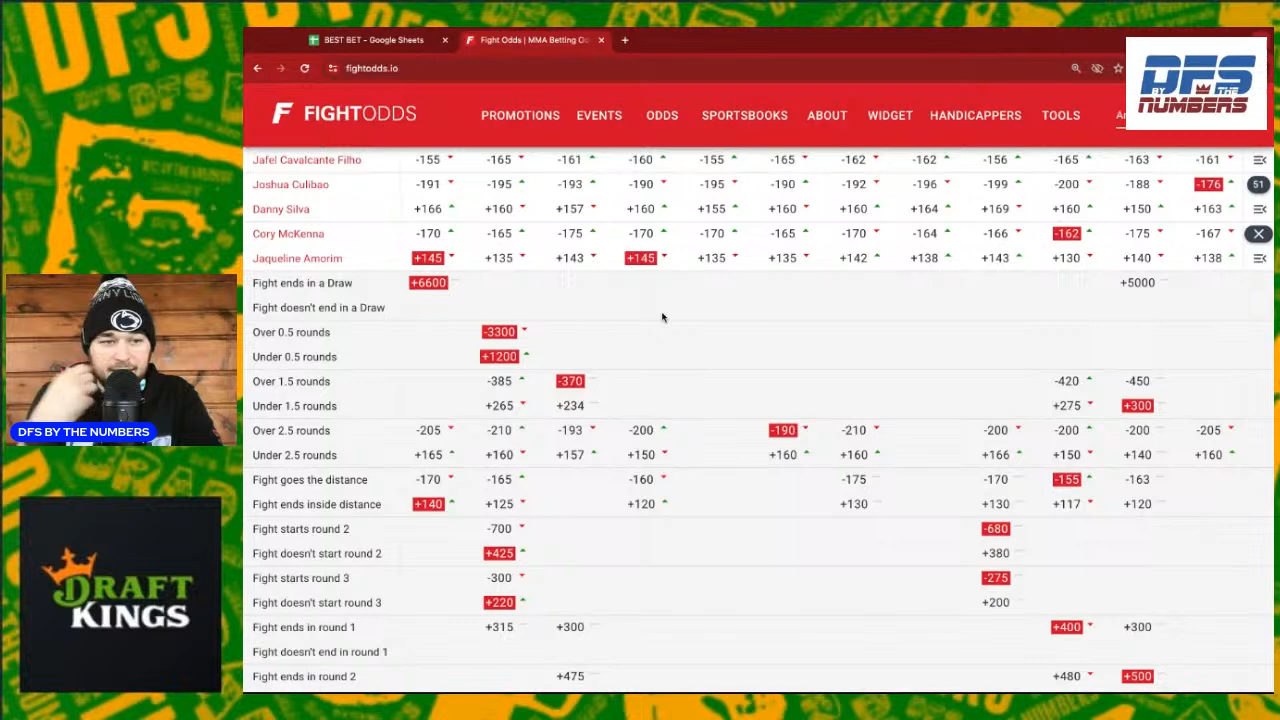 BEST BET - Google Sheets
Fight Odds | MMA Betting O
fightodds.io
FIGHTODDS PROMOTIONS EVENTS ODDS SPORTSBOOKS ABOUT WIDGET HANDICAPPERS TOOLS
DFS
BY THE
NUMBERS
Jafel Cavalcante Filho -155 -165 -161 -160 -155 -165 -162 -162 -156 -165 -163 -161
Joshua Culibao -191 -195 -193 -190 -195 -190 -192 -196 -199 -200 -188 -176 51
Danny Silva +166 +160 +157 +160 +155 +160 +160 +164 +169 +160 +150 +163
Cory McKenna -170 -165 -175 -170 -170 -165 -170 -164 -166 -162 -175 -167
Jaqueline Amorim +145 +135 +143 +145 +135 +135 +142 +138 +143 +130 +140 +138
Fight ends in a Draw +6600 +5000
Fight doesn't end in a Draw
Over 0.5 rounds -3300
Under 0.5 rounds +1200
Over 1.5 rounds -385 -370 -420 -450
Under 1.5 rounds +265 +234 +275 +300
Over 2.5 rounds -205 -210 -193 -200 -190 -210 -200 -200 -200 -205
Under 2.5 rounds +165 +160 +157 +150 +160 +160 +166 +150 +140 +160
Fight goes the distance -170 -165 -160 -175 -170 -155 -163
Fight ends inside distance +140 +125 +120 +130 +130 +117 +120
Fight starts round 2 -700 -680
Fight doesn't start round 2 +425 +380
Fight starts round 3 -300 -275
Fight doesn't start round 3 +220 +200
Fight ends in round 1 +315 +300 +400 +300
Fight doesn't end in round 1
Fight ends in round 2 +475 +480 +500
DFS BY THE NUMBERS
DRAFT
KINGS